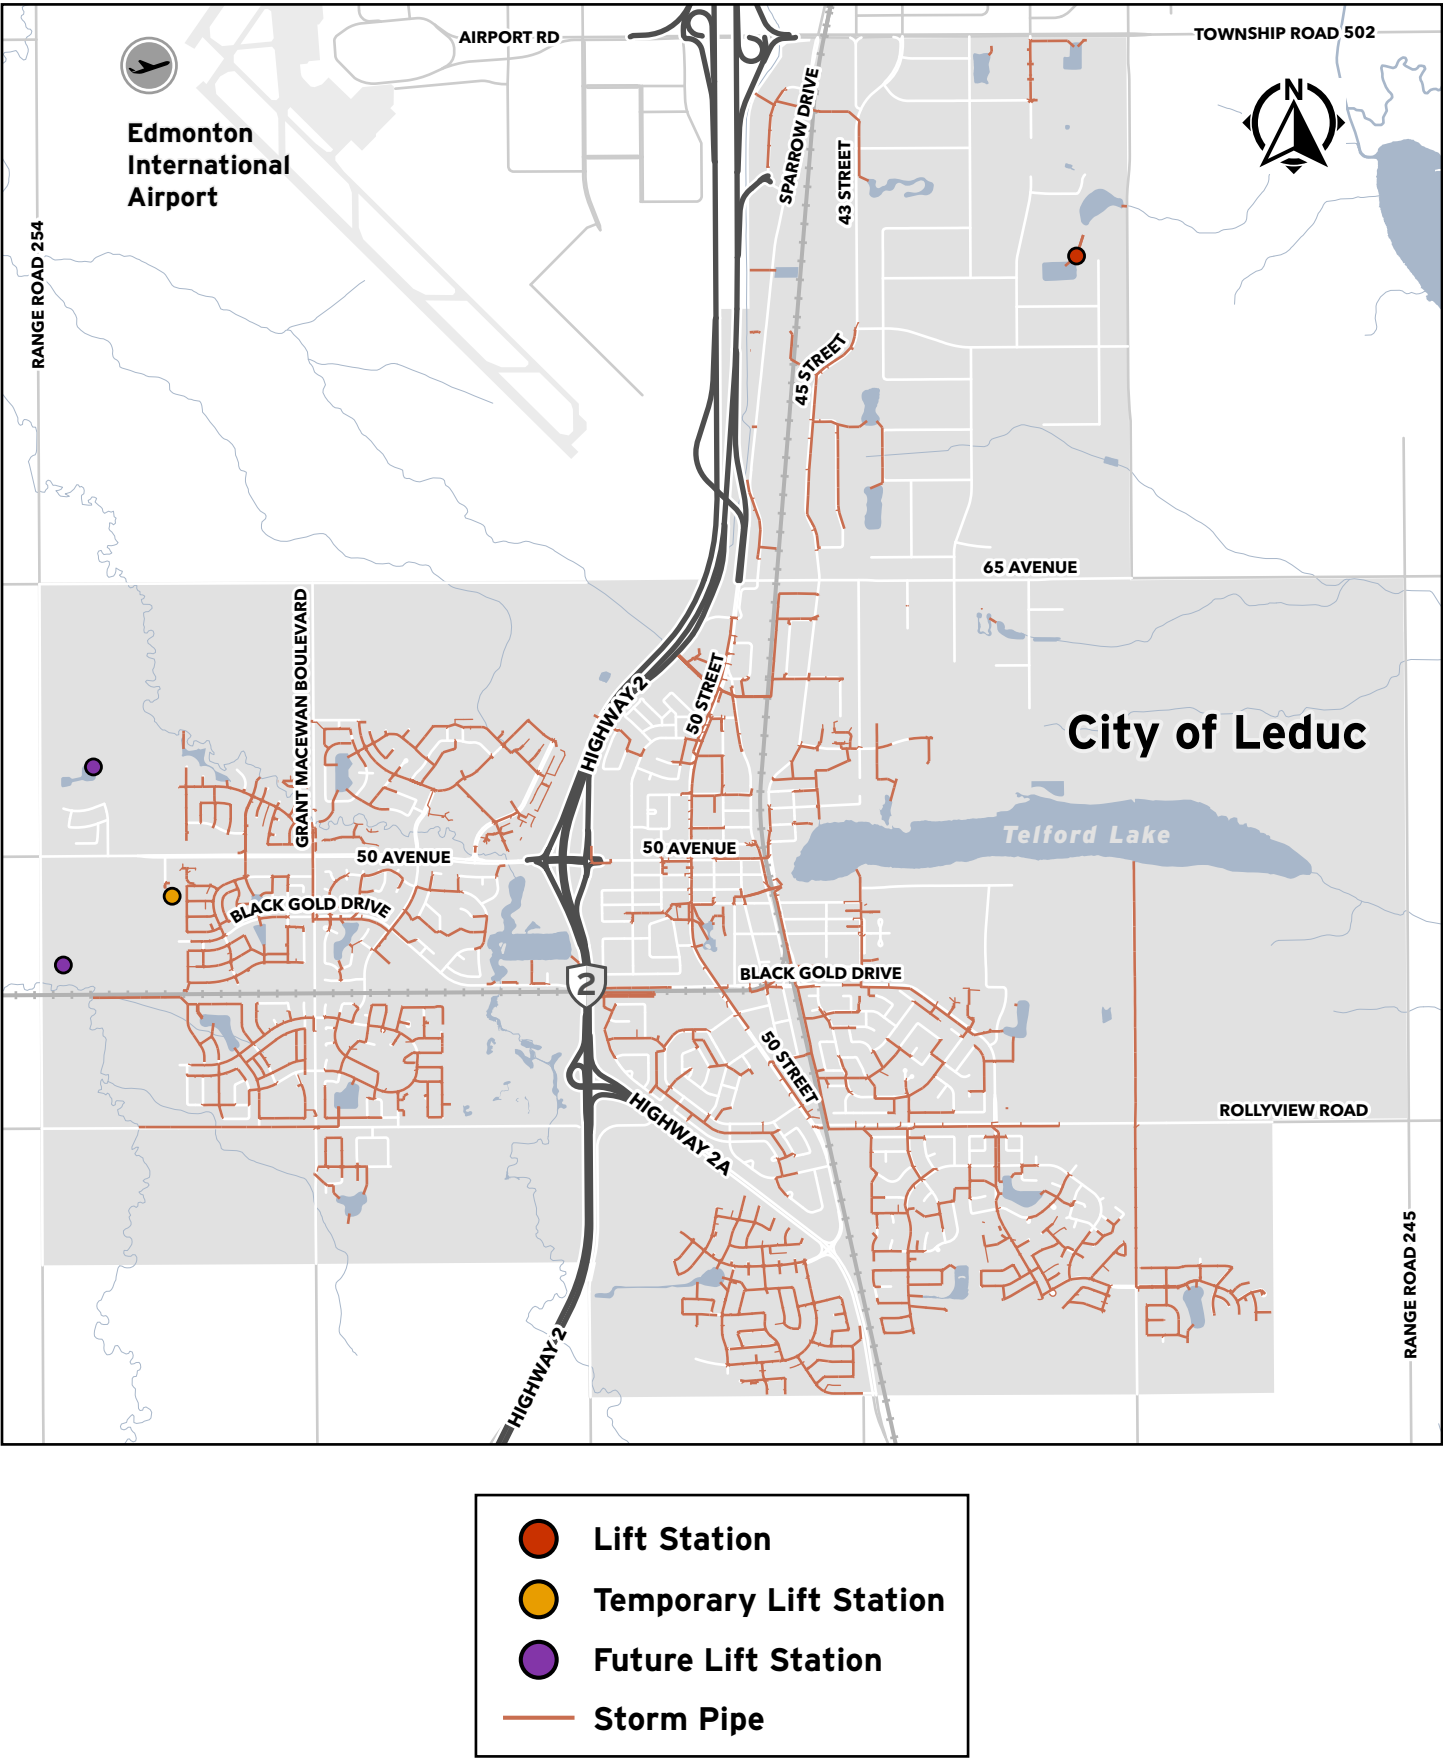 AIRPORT RD
TOWNSHIP ROAD 502
N
Edmonton
International
Airport
SPARROW DRIVE
43 STREET
RANGE ROAD 254
45 STREET
65 AVENUE
GRANT MACEWAN BOULEVARD
50 STREET
HIGHWAY 2
City of Leduc
Telford Lake
50 AVENUE
50 AVENUE
BLACK GOLD DRIVE
BLACK GOLD DRIVE
2
50 STREET
HIGHWAY 2A
ROLLYVIEW ROAD
RANGE ROAD 245
HIGHWAY 2
Lift Station
Temporary Lift Station
Future Lift Station
Storm Pipe